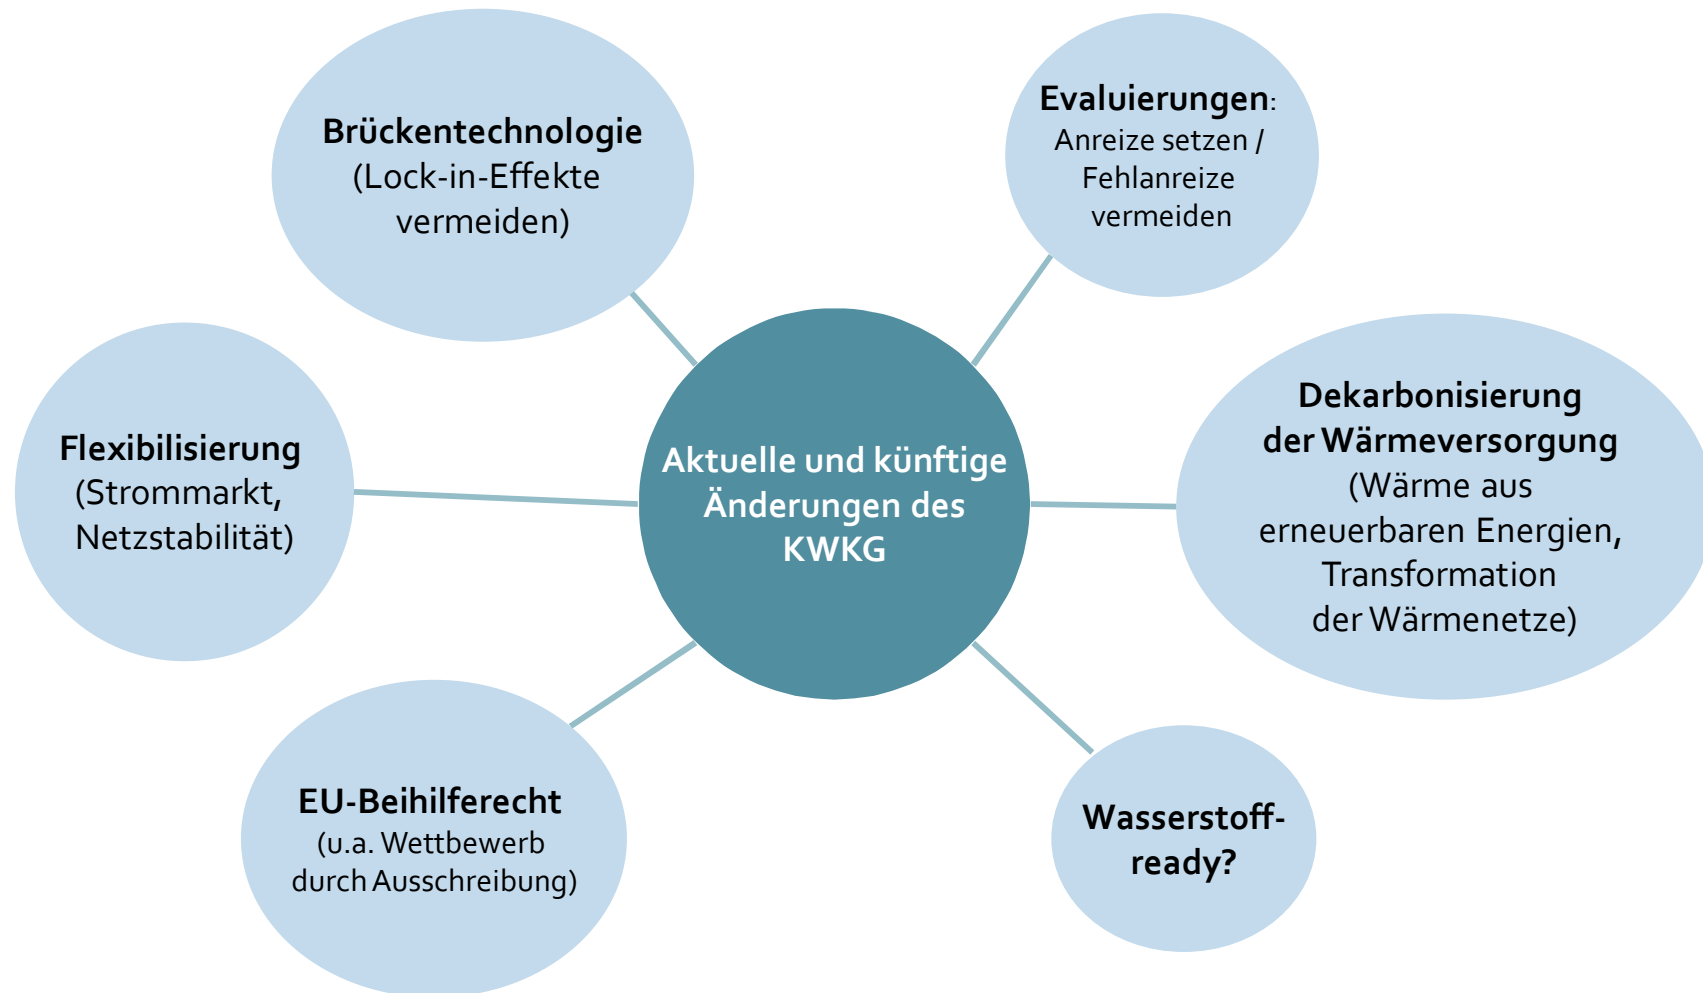 Brückentechnologie
(Lock-in-Effekte
vermeiden)
Evaluierungen:
Anreize setzen /
Fehlanreize
vermeiden
Flexibilisierung
(Strommarkt,
Netzstabilität)
Aktuelle und künftige
Änderungen des
KWKG
Dekarbonisierung
der Wärmeversorgung
(Wärme aus
erneuerbaren Energien,
Transformation
der Wärmenetze)
EU-Beihilferecht
(u.a. Wettbewerb
durch Ausschreibung)
Wasserstoff-
ready?